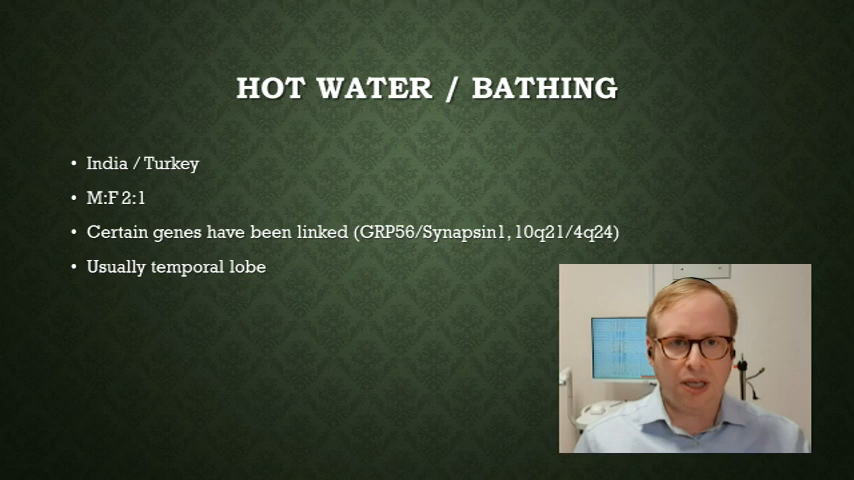 HOT WATER / BATHING
• India / Turkey
• M:F 2:1
• Certain genes have been linked (GRP56/Synapsin1, 10q21/4q24)
• Usually temporal lobe